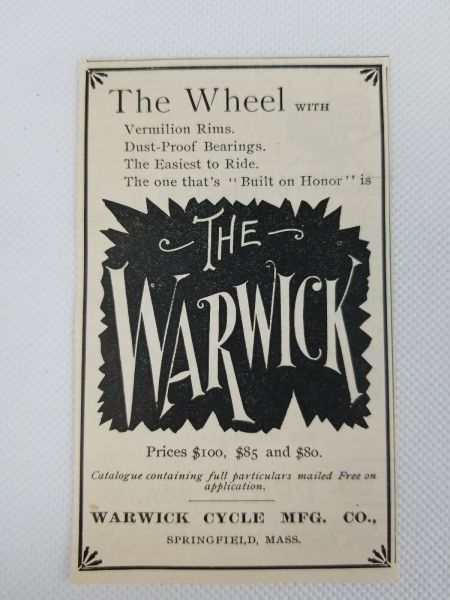 The Wheel WITH
Vermilion Rims.
Dust-Proof Bearings.
The Easiest to Ride.
The one that's "Built on Honor" is
THE
WARWICK
Prices $100, $85 and $80.
Catalogue containing full particulars mailed Free on
application.
WARWICK CYCLE MFG. CO.,
SPRINGFIELD, MASS.